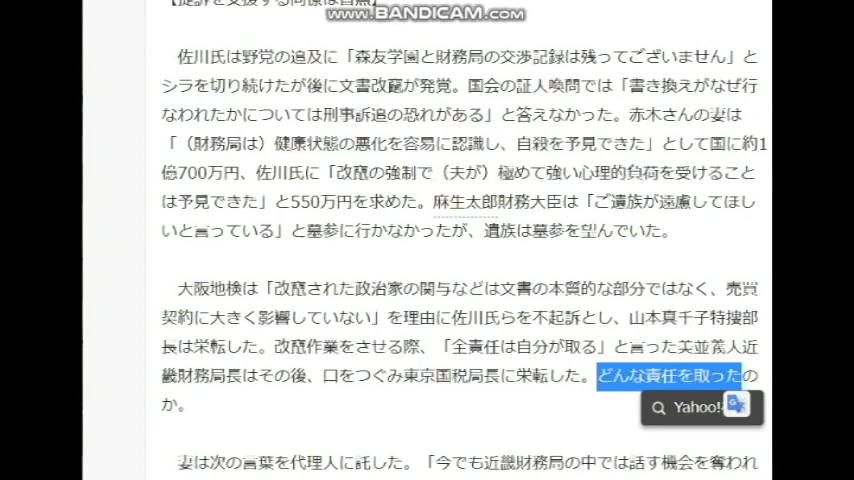 【提訴を支援する同僚は皆無】
www.BANDICAM.com
佐川氏は野党の追及に「森友学園と財務局の交渉記録は残ってございません」と
シラを切り続けたが後に文書改竄が発覚。国会の証人喚問では「書き換えがなぜ行
なわれたかについては刑事訴追の恐れがある」と答えなかった。赤木さんの妻は
「（財務局は）健康状態の悪化を容易に認識し、自殺を予見できた」として国に約1
億700万円、佐川氏に「改竄の強制で（夫が）極めて強い心理的負荷を受けること
は予見できた」と550万円を求めた。麻生太郎財務大臣は「ご遺族が遠慮してほし
いと言っている」と墓参に行かなかったが、遺族は墓参を望んでいた。
大阪地検は「改竄された政治家の関与などは文書の本質的な部分ではなく、売買
契約に大きく影響していない」を理由に佐川氏らを不起訴とし、山本真千子特捜部
長は栄転した。改竄作業をさせる際、「全責任は自分が取る」と言った美並義人近
畿財務局長はその後、口をつぐみ東京国税局長に栄転した。どんな責任を取ったの
か。
Yahoo!
妻は次の言葉を代理人に託した。「今でも近畿財務局の中では話す機会を奪われ